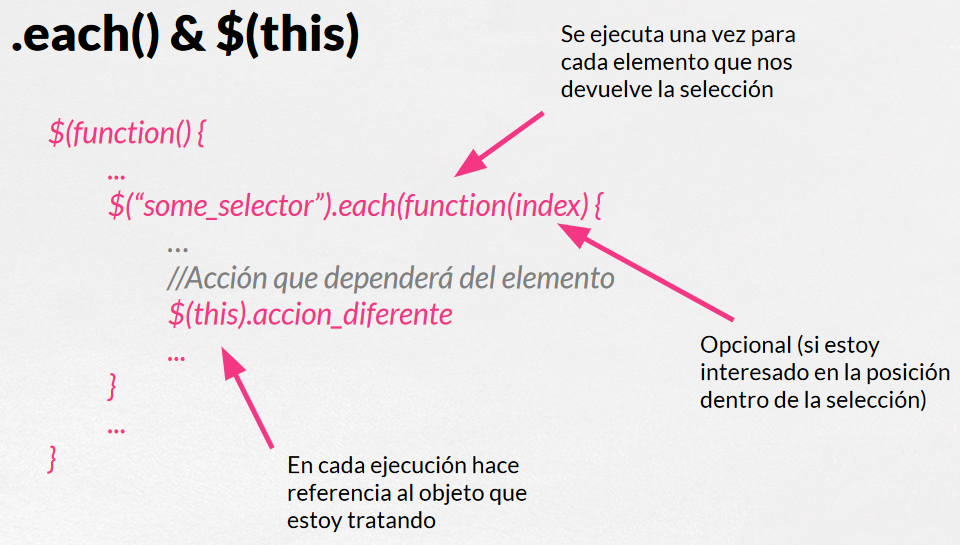 .each() & $(this)
Se ejecuta una vez para
cada elemento que nos
devuelve la selección
$(function() {
...
$(“some_selector”).each(function(index) {
...
//Acción que dependerá del elemento
$(this).accion_diferente
...
}
...
}
Opcional (si estoy
interesado en la posición
dentro de la selección)
En cada ejecución hace
referencia al objeto que
estoy tratando